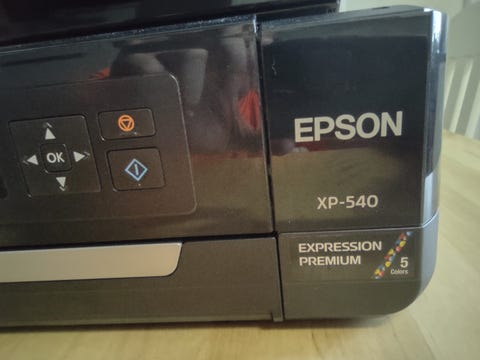 EPSON
OK
XP-540
EXPRESSION
PREMIUM
5
Colors